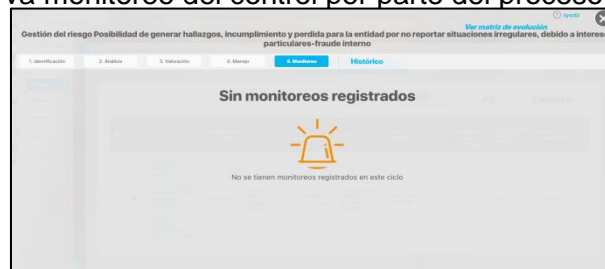 va monitoreo del control por parte del proceso
Ayuda
Ver matriz de evolución
Gestión del riesgo Posibilidad de generar hallazgos, incumplimiento y perdida para la entidad por no reportar situaciones irregulares, debido a interes
particulares-fraude interno
1. Identificación 2. Análisis 3. Valoración 4. Manejo 5. Monitoreo Histórico
Sin monitoreos registrados
No se tienen monitoreos registrados en este ciclo